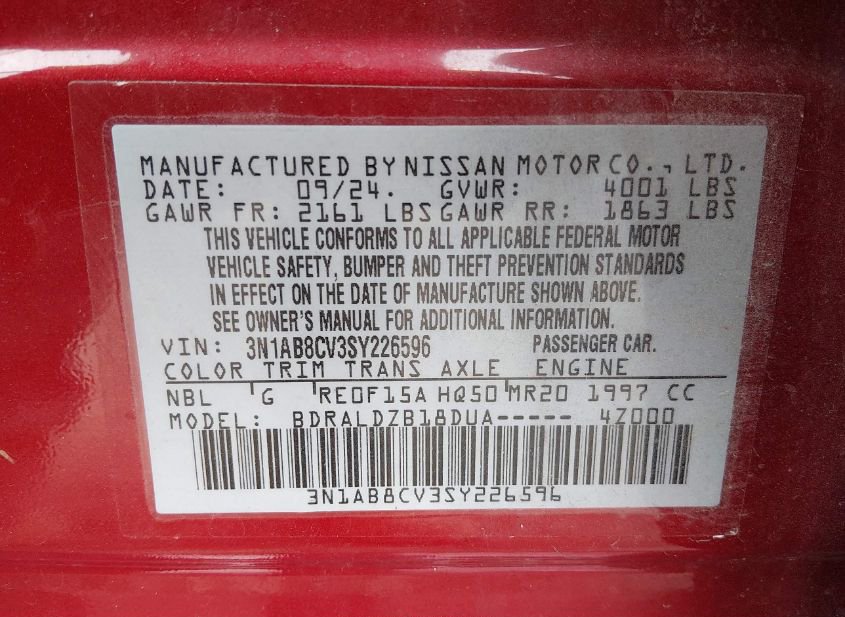 MANUFACTURED BY NISSAN MOTOR CO., LTD.
DATE: 09/24. GVWR: 4001 LBS
GAWR FR: 2161 LBS GAWR RR: 1863 LBS
THIS VEHICLE CONFORMS TO ALL APPLICABLE FEDERAL MOTOR
VEHICLE SAFETY, BUMPER AND THEFT PREVENTION STANDARDS
IN EFFECT ON THE DATE OF MANUFACTURE SHOWN ABOVE.
SEE OWNER'S MANUAL FOR ADDITIONAL INFORMATION.
VIN: 3N1AB8CV3SY226596 PASSENGER CAR.
COLOR TRIM TRANS AXLE ENGINE
NBL G RE0F15A HQ50 MR20 1997 CC
MODEL: BDRALDZB18DUA----- 4Z000
3N1AB8CV3SY226596